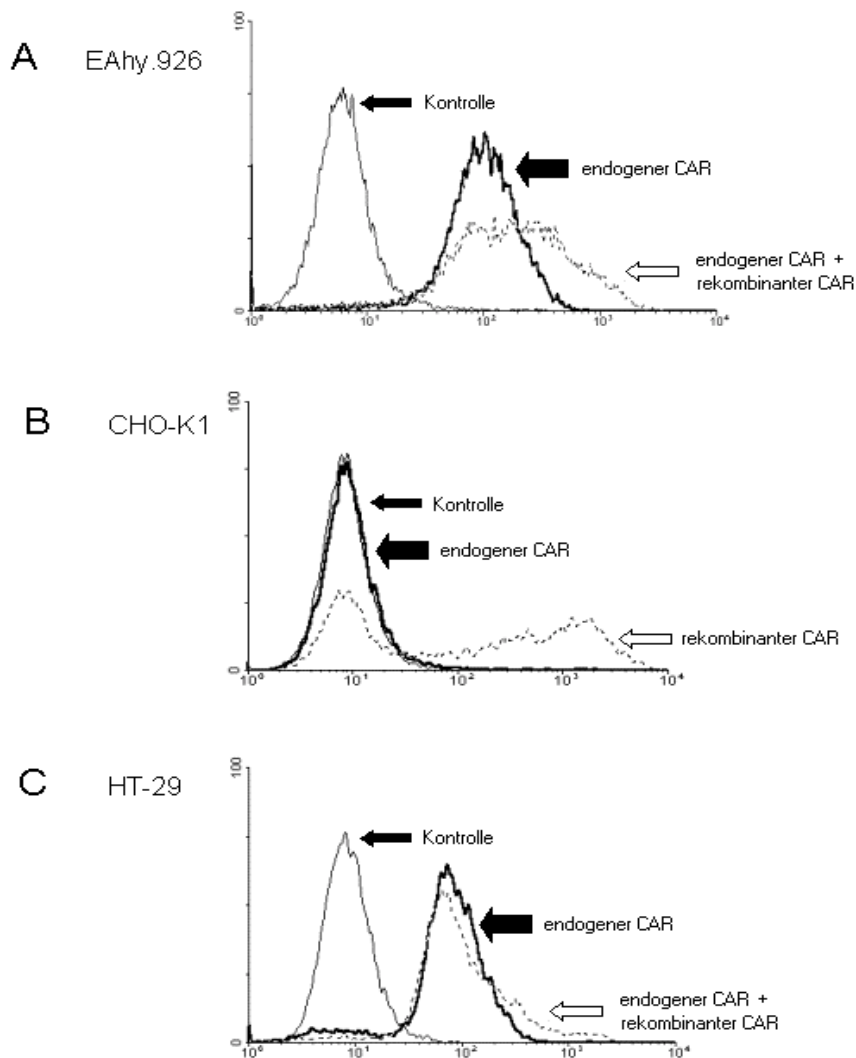 A EAhy.926
100
Kontrolle
endogener CAR
endogener CAR +
rekombinanter CAR
0
10⁰ 10¹ 10² 10³ 10⁴
B CHO-K1
100
Kontrolle
endogener CAR
rekombinanter CAR
0
10⁰ 10¹ 10² 10³ 10⁴
C HT-29
100
Kontrolle
endogener CAR
endogener CAR +
rekombinanter CAR
0
10⁰ 10¹ 10² 10³ 10⁴